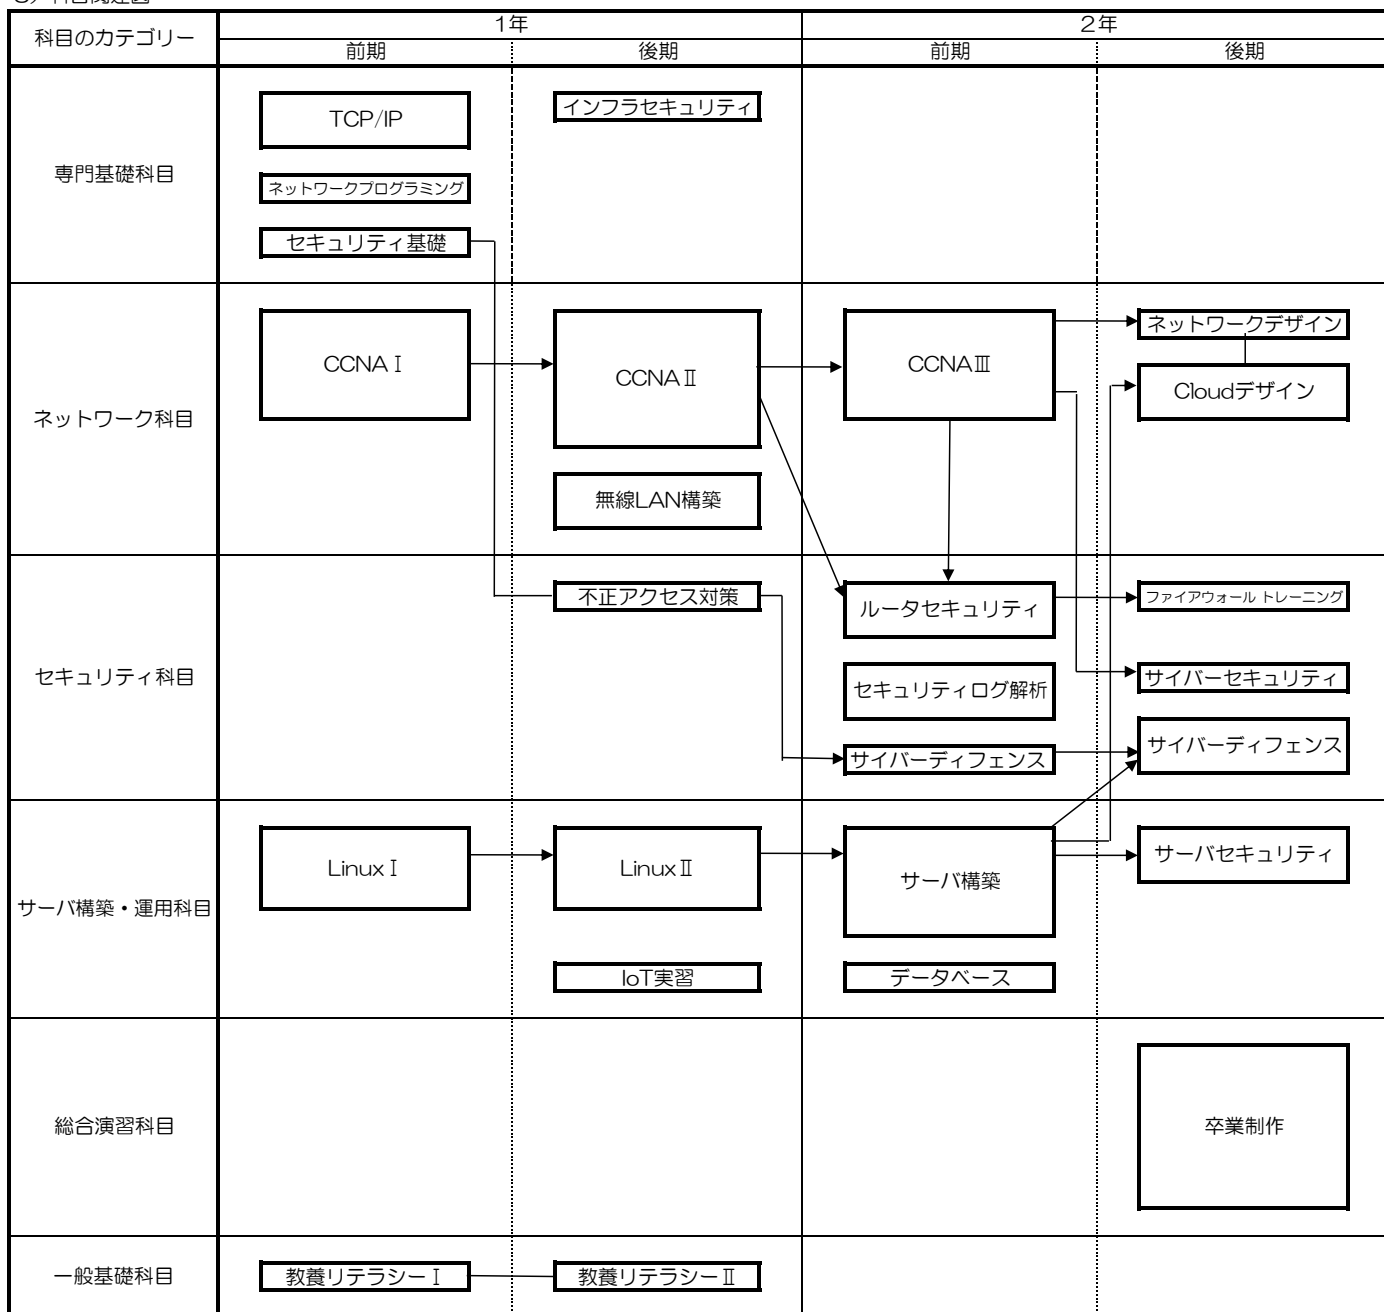 科目のカテゴリー
1年
2年
前期
後期
前期
後期
専門基礎科目
TCP/IP
インフラセキュリティ
ネットワークプログラミング
セキュリティ基礎
ネットワーク科目
CCNAⅠ
CCNAⅡ
CCNAⅢ
ネットワークデザイン
Cloudデザイン
無線LAN構築
セキュリティ科目
不正アクセス対策
ルータセキュリティ
ファイアウォール トレーニング
セキュリティログ解析
サイバーセキュリティ
サイバーディフェンス
サイバーディフェンス
サーバ構築・運用科目
LinuxⅠ
LinuxⅡ
サーバ構築
サーバセキュリティ
IoT実習
データベース
総合演習科目
卒業制作
一般基礎科目
教養リテラシーⅠ
教養リテラシーⅡ